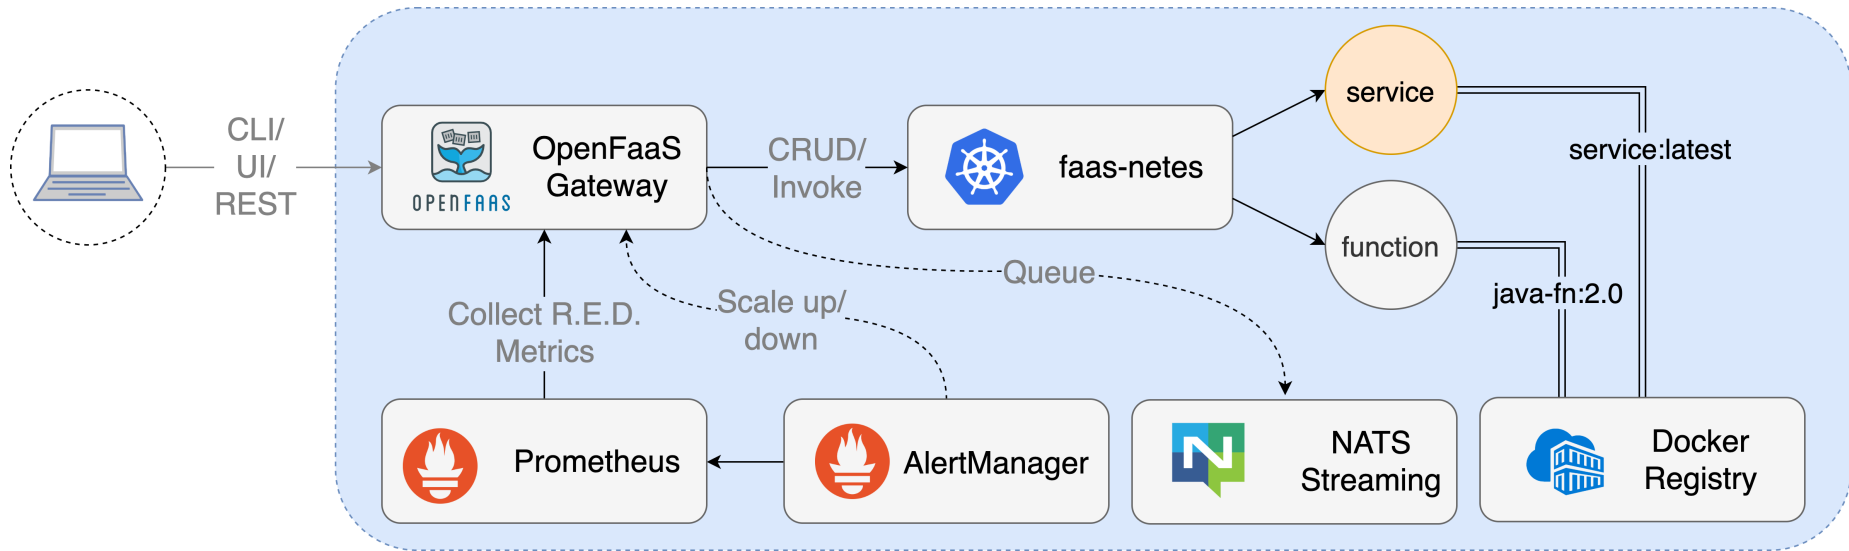 CLI/
UI/
REST
OPENFAAS
OpenFaaS
Gateway
CRUD/
Invoke
faas-netes
service
service:latest
function
java-fn:2.0
Queue
Scale up/
down
Collect R.E.D.
Metrics
Prometheus
AlertManager
N
NATS
Streaming
Docker
Registry